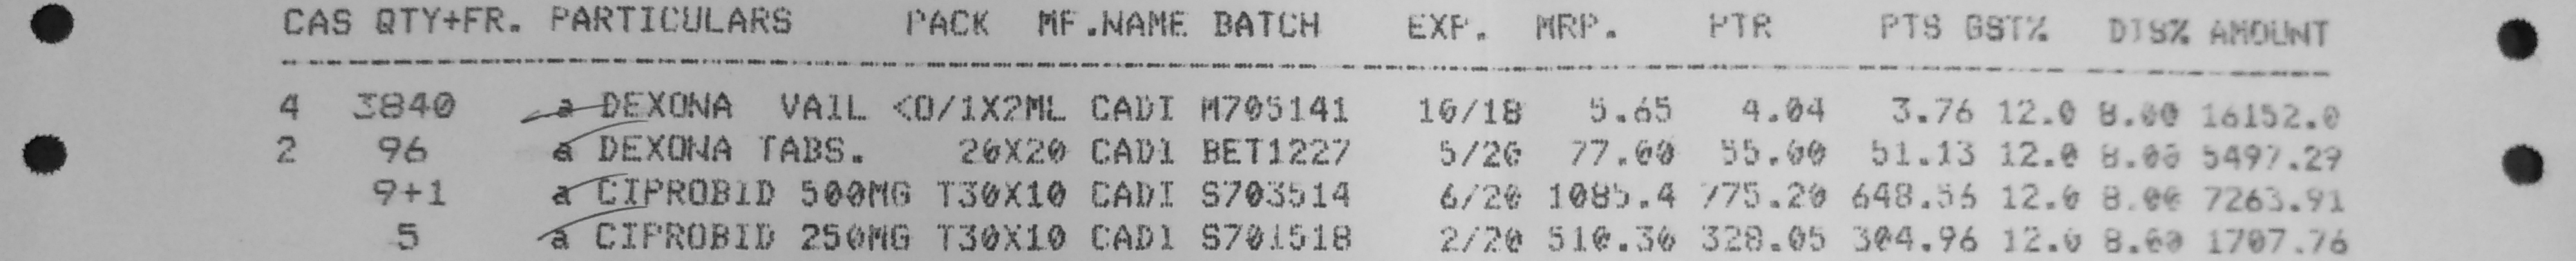 CAS QTY+FR. PARTICULARS PACK MF.NAME BATCH EXP. MRP. PTR PTS GST% DIS% AMOUNT
4 3840 a DEXONA VAIL <D/1X2ML CADI M705141 10/18 5.65 4.04 3.76 12.0 8.00 16152.0
2 96 a DEXONA TABS. 20X20 CADI BET1227 5/20 77.00 55.00 51.13 12.0 8.00 5497.29
9+1 a CIPROBID 500MG T30X10 CADI S703514 6/20 1085.4 775.20 648.56 12.0 8.00 7263.91
5 a CIPROBID 250MG T30X10 CADI S701518 2/20 510.30 328.05 304.96 12.0 8.00 1707.76